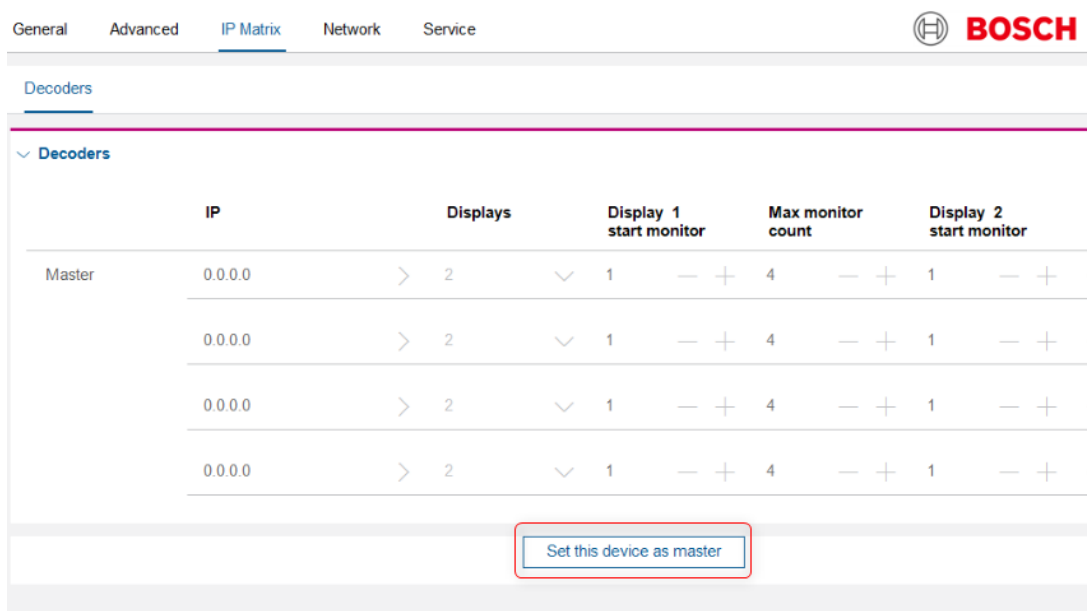 General Advanced IP Matrix Network Service BOSCH
Decoders
Decoders
IP Displays Display 1 start monitor Max monitor count Display 2 start monitor
Master 0.0.0.0 2 1 4 1
0.0.0.0 2 1 4 1
0.0.0.0 2 1 4 1
0.0.0.0 2 1 4 1
Set this device as master